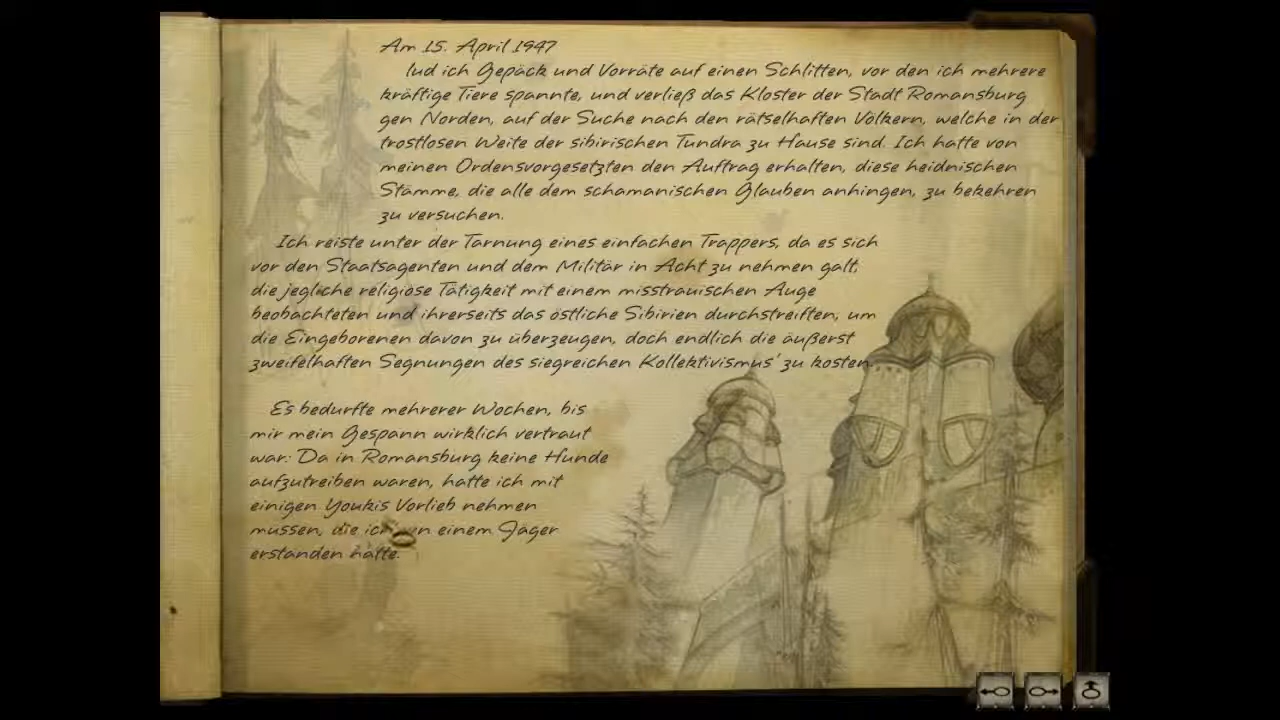 Am 15. April 1947
lud ich Gepäck und Vorräte auf einen Schlitten, vor den ich mehrere
kräftige Tiere spannte, und verließ das Kloster der Stadt Romansburg
gen Norden, auf der Suche nach den rätselhaften Völkern, welche in der
trostlosen Weite der sibirischen Tundra zu Hause sind. Ich hatte von
meinen Ordensvorgesetzten den Auftrag erhalten, diese heidnischen
Stämme, die alle dem schamanischen Glauben anhingen, zu bekehren
zu versuchen.
Ich reiste unter der Tarnung eines einfachen Trappers, da es sich
vor den Staatsagenten und dem Militär in Acht zu nehmen galt,
die jegliche religiöse Tätigkeit mit einem misstrauischen Auge
beobachteten und ihrerseits das östliche Sibirien durchstreiften, um
die Eingeborenen davon zu überzeugen, doch endlich die äußerst
zweifelhaften Segnungen des siegreichen Kollektivismus' zu kosten.
Es bedurfte mehrerer Wochen, bis
mir mein Gespann wirklich vertraut
war: Da in Romansburg keine Hunde
aufzutreiben waren, hatte ich mit
einigen Youkis Vorlieb nehmen
müssen, die ich von einem Jäger
erstanden hatte.